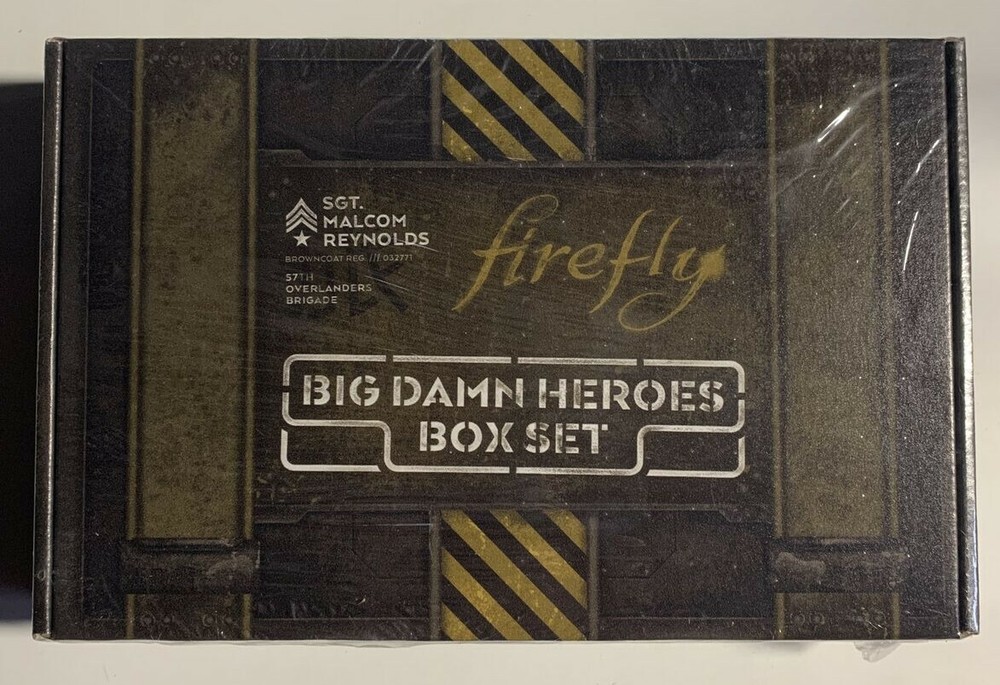 SGT.
MALCOM
REYNOLDS
BROWNCOAT REG. /// 032771
57TH
OVERLANDERS
BRIGADE
firefly
BIG DAMN HEROES
BOX SET